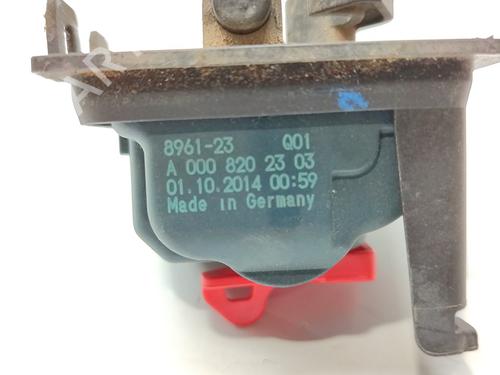 8961-23 Q01
A 000 820 23 03
01.10.2014 00:59
Made in Germany